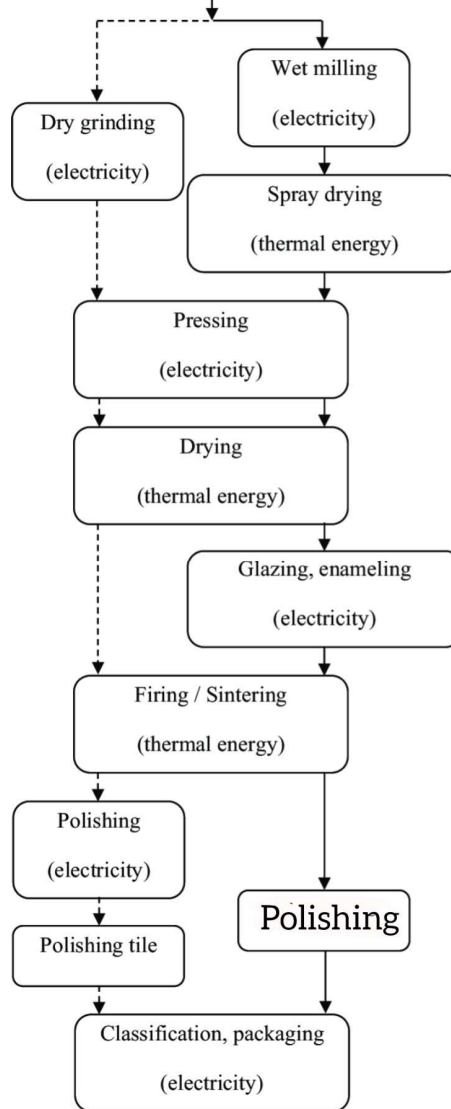 Wet milling
(electricity)
Dry grinding
(electricity)
Spray drying
(thermal energy)
Pressing
(electricity)
Drying
(thermal energy)
Glazing, enameling
(electricity)
Firing / Sintering
(thermal energy)
Polishing
(electricity)
Polishing
Polishing tile
Classification, packaging
(electricity)